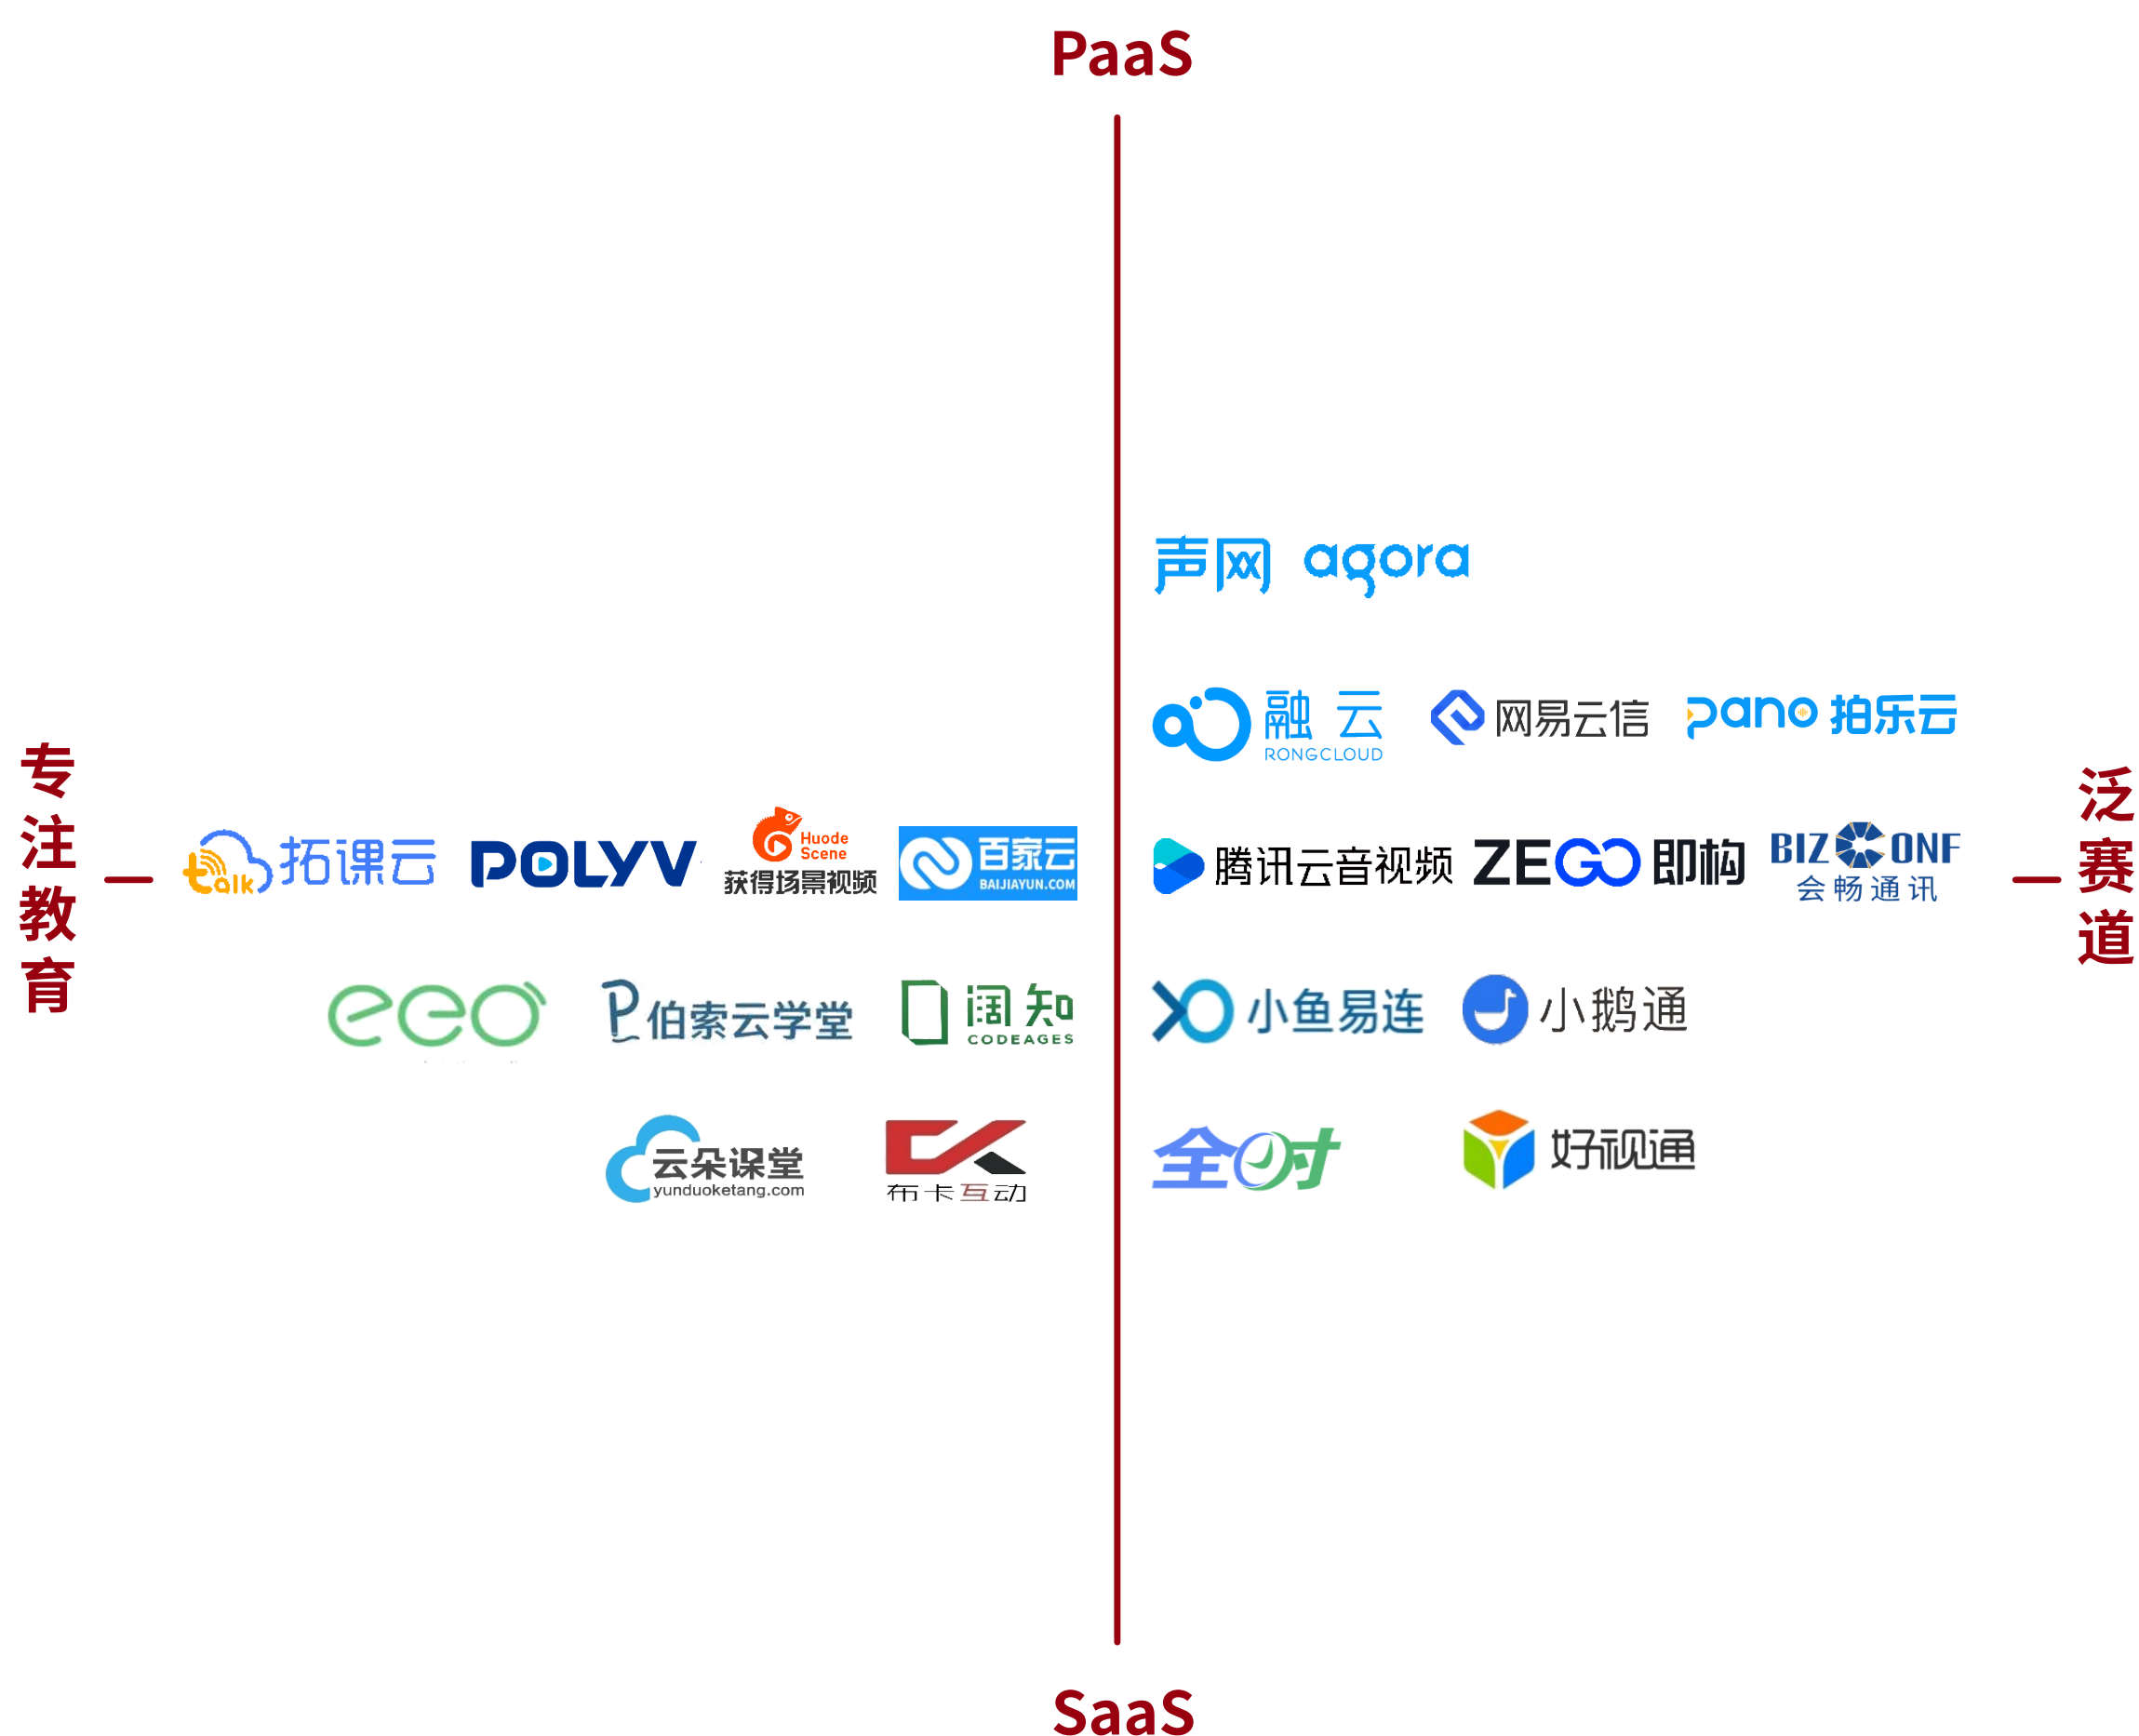 PaaS
声网 agora
融云
RONGCLOUD
网易云信
pano 拍乐云
专注教育
泛赛道
talk 拓课云
POLYV
Huode
Scene
获得场景视频
百家云
BAIJIAYUN.COM
腾讯云音视频
ZEGO 即构
BIZCONF
会畅通讯
eeo
伯索云学堂
阔知
CODEAGES
小鱼易连
小鹅通
云朵课堂
yunduoketang.com
布卡互动
全时
好视通
SaaS